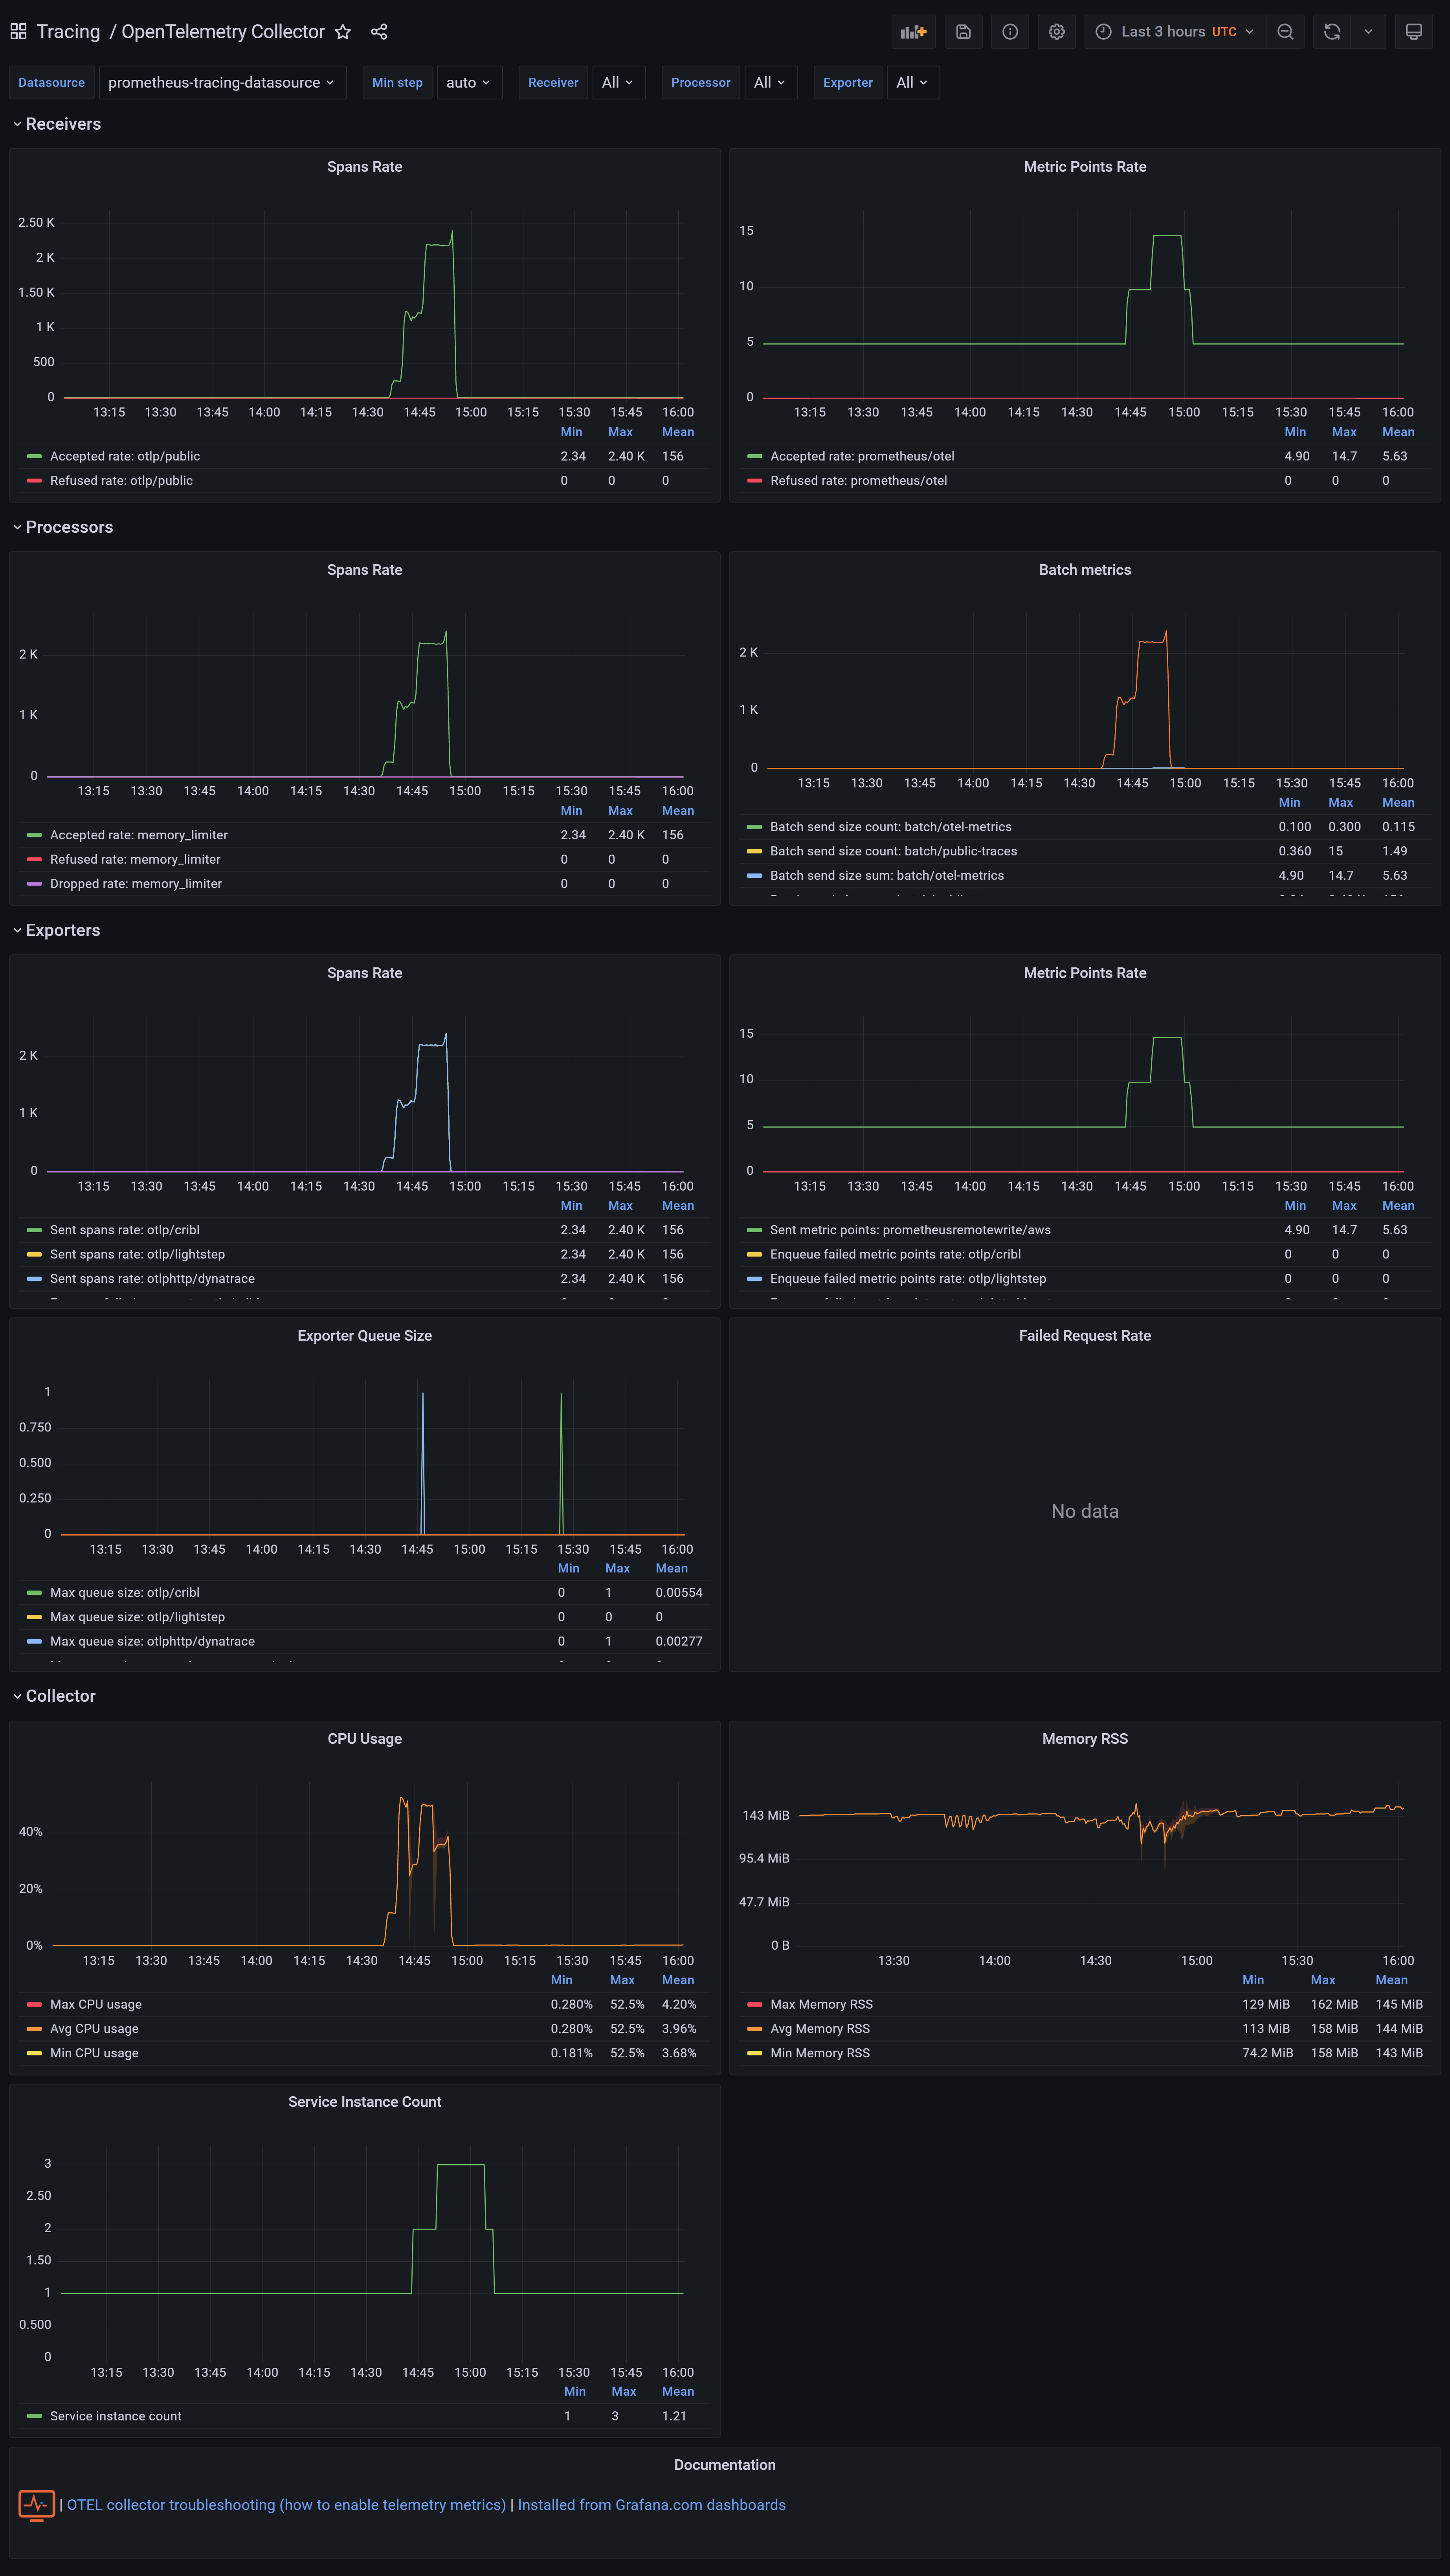 Tracing / OpenTelemetry Collector
Last 3 hours UTC
Datasource prometheus-tracing-datasource Min step auto Receiver All Processor All Exporter All
Receivers
Spans Rate
2.50 K
2 K
1.50 K
1 K
500
0
13:15 13:30 13:45 14:00 14:15 14:30 14:45 15:00 15:15 15:30 15:45 16:00
Min Max Mean
Accepted rate: otlp/public 2.34 2.40 K 156
Refused rate: otlp/public 0 0 0
Metric Points Rate
15
10
5
0
13:15 13:30 13:45 14:00 14:15 14:30 14:45 15:00 15:15 15:30 15:45 16:00
Min Max Mean
Accepted rate: prometheus/otel 4.90 14.7 5.63
Refused rate: prometheus/otel 0 0 0
Processors
Spans Rate
2 K
1 K
0
13:15 13:30 13:45 14:00 14:15 14:30 14:45 15:00 15:15 15:30 15:45 16:00
Min Max Mean
Accepted rate: memory_limiter 2.34 2.40 K 156
Refused rate: memory_limiter 0 0 0
Dropped rate: memory_limiter 0 0 0
Batch metrics
2 K
1 K
0
13:15 13:30 13:45 14:00 14:15 14:30 14:45 15:00 15:15 15:30 15:45 16:00
Min Max Mean
Batch send size count: batch/otel-metrics 0.100 0.300 0.115
Batch send size count: batch/public-traces 0.360 15 1.49
Batch send size sum: batch/otel-metrics 4.90 14.7 5.63
Exporters
Spans Rate
2 K
1 K
0
13:15 13:30 13:45 14:00 14:15 14:30 14:45 15:00 15:15 15:30 15:45 16:00
Min Max Mean
Sent spans rate: otlp/cribl 2.34 2.40 K 156
Sent spans rate: otlp/lightstep 2.34 2.40 K 156
Sent spans rate: otlphttp/dynatrace 2.34 2.40 K 156
Metric Points Rate
15
10
5
0
13:15 13:30 13:45 14:00 14:15 14:30 14:45 15:00 15:15 15:30 15:45 16:00
Min Max Mean
Sent metric points: prometheusremotewrite/aws 4.90 14.7 5.63
Enqueue failed metric points rate: otlp/cribl 0 0 0
Enqueue failed metric points rate: otlp/lightstep 0 0 0
Exporter Queue Size
1
0.750
0.500
0.250
0
13:15 13:30 13:45 14:00 14:15 14:30 14:45 15:00 15:15 15:30 15:45 16:00
Min Max Mean
Max queue size: otlp/cribl 0 1 0.00554
Max queue size: otlp/lightstep 0 0 0
Max queue size: otlphttp/dynatrace 0 1 0.00277
Failed Request Rate
No data
Collector
CPU Usage
40%
20%
0%
13:15 13:30 13:45 14:00 14:15 14:30 14:45 15:00 15:15 15:30 15:45 16:00
Min Max Mean
Max CPU usage 0.280% 52.5% 4.20%
Avg CPU usage 0.280% 52.5% 3.96%
Min CPU usage 0.181% 52.5% 3.68%
Memory RSS
143 MiB
95.4 MiB
47.7 MiB
0 B
13:30 14:00 14:30 15:00 15:30 16:00
Min Max Mean
Max Memory RSS 129 MiB 162 MiB 145 MiB
Avg Memory RSS 113 MiB 158 MiB 144 MiB
Min Memory RSS 74.2 MiB 158 MiB 143 MiB
Service Instance Count
3
2.50
2
1.50
1
0.500
0
13:15 13:30 13:45 14:00 14:15 14:30 14:45 15:00 15:15 15:30 15:45 16:00
Min Max Mean
Service instance count 1 3 1.21
Documentation
| OTEL collector troubleshooting (how to enable telemetry metrics) | Installed from Grafana.com dashboards